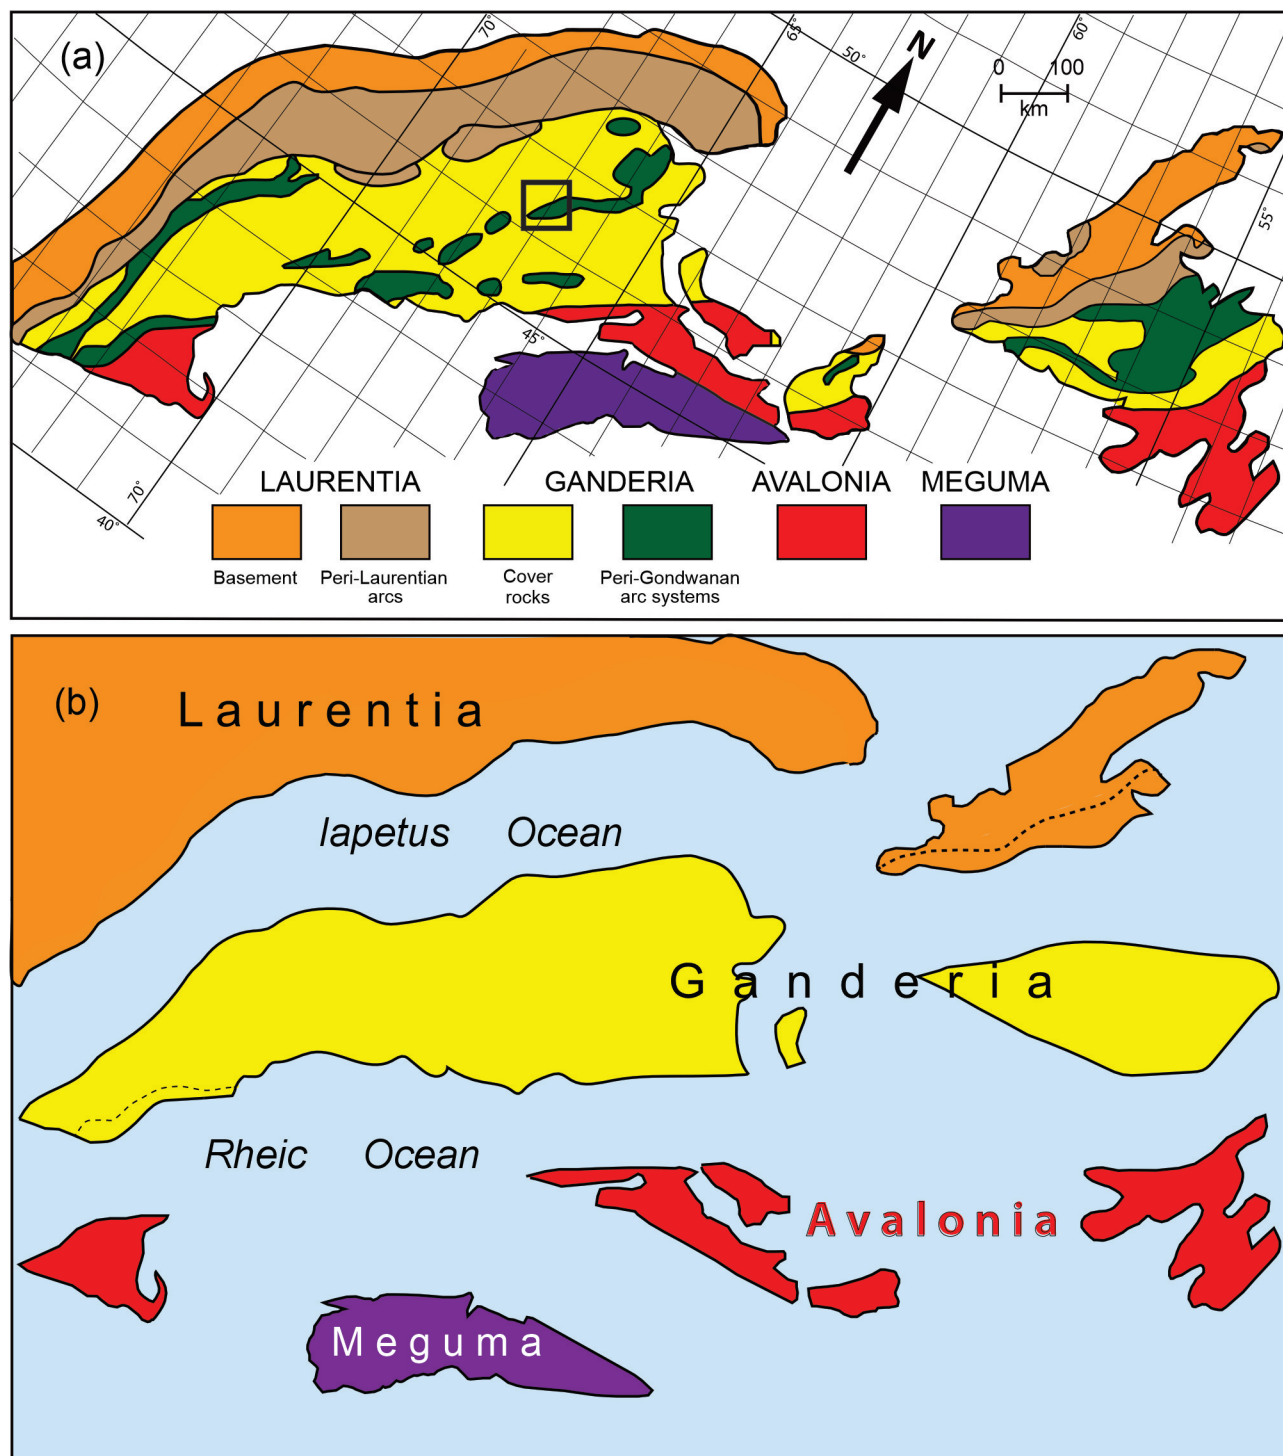 (a)
70°
65°
50°
60°
N
0 100
km
55°
45°
70°
40°
LAURENTIA GANDERIA AVALONIA MEGUMA
Basement Peri-Laurentian arcs Cover rocks Peri-Gondwanan arc systems
(b)
Laurentia
Iapetus Ocean
Ganderia
Rheic Ocean
Avalonia
Meguma